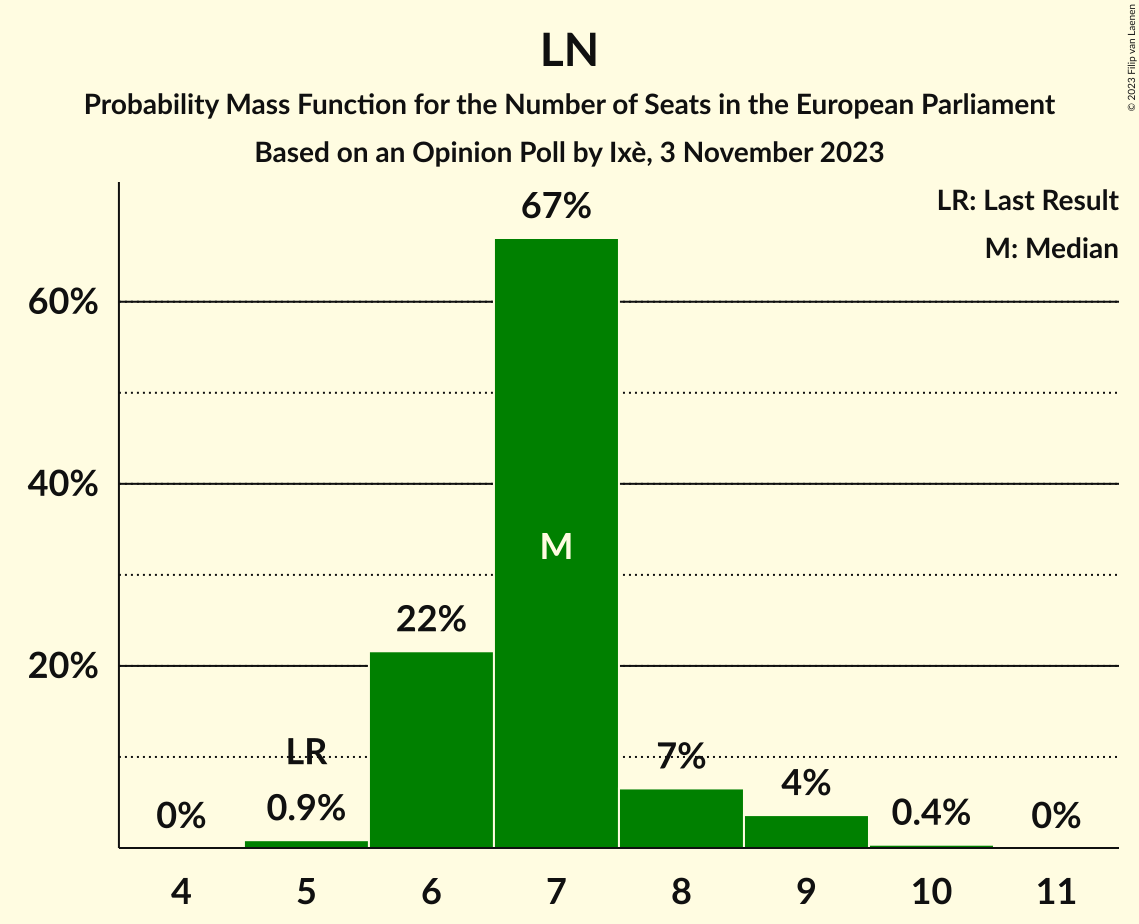 LN
Probability Mass Function for the Number of Seats in the European Parliament
Based on an Opinion Poll by Ixè, 3 November 2023
© 2023 Filip van Laenen
LR: Last Result
M: Median
67%
60%
40%
M
22%
20%
LR
7%
4%
0%
0.9%
0.4%
0%
4 5 6 7 8 9 10 11